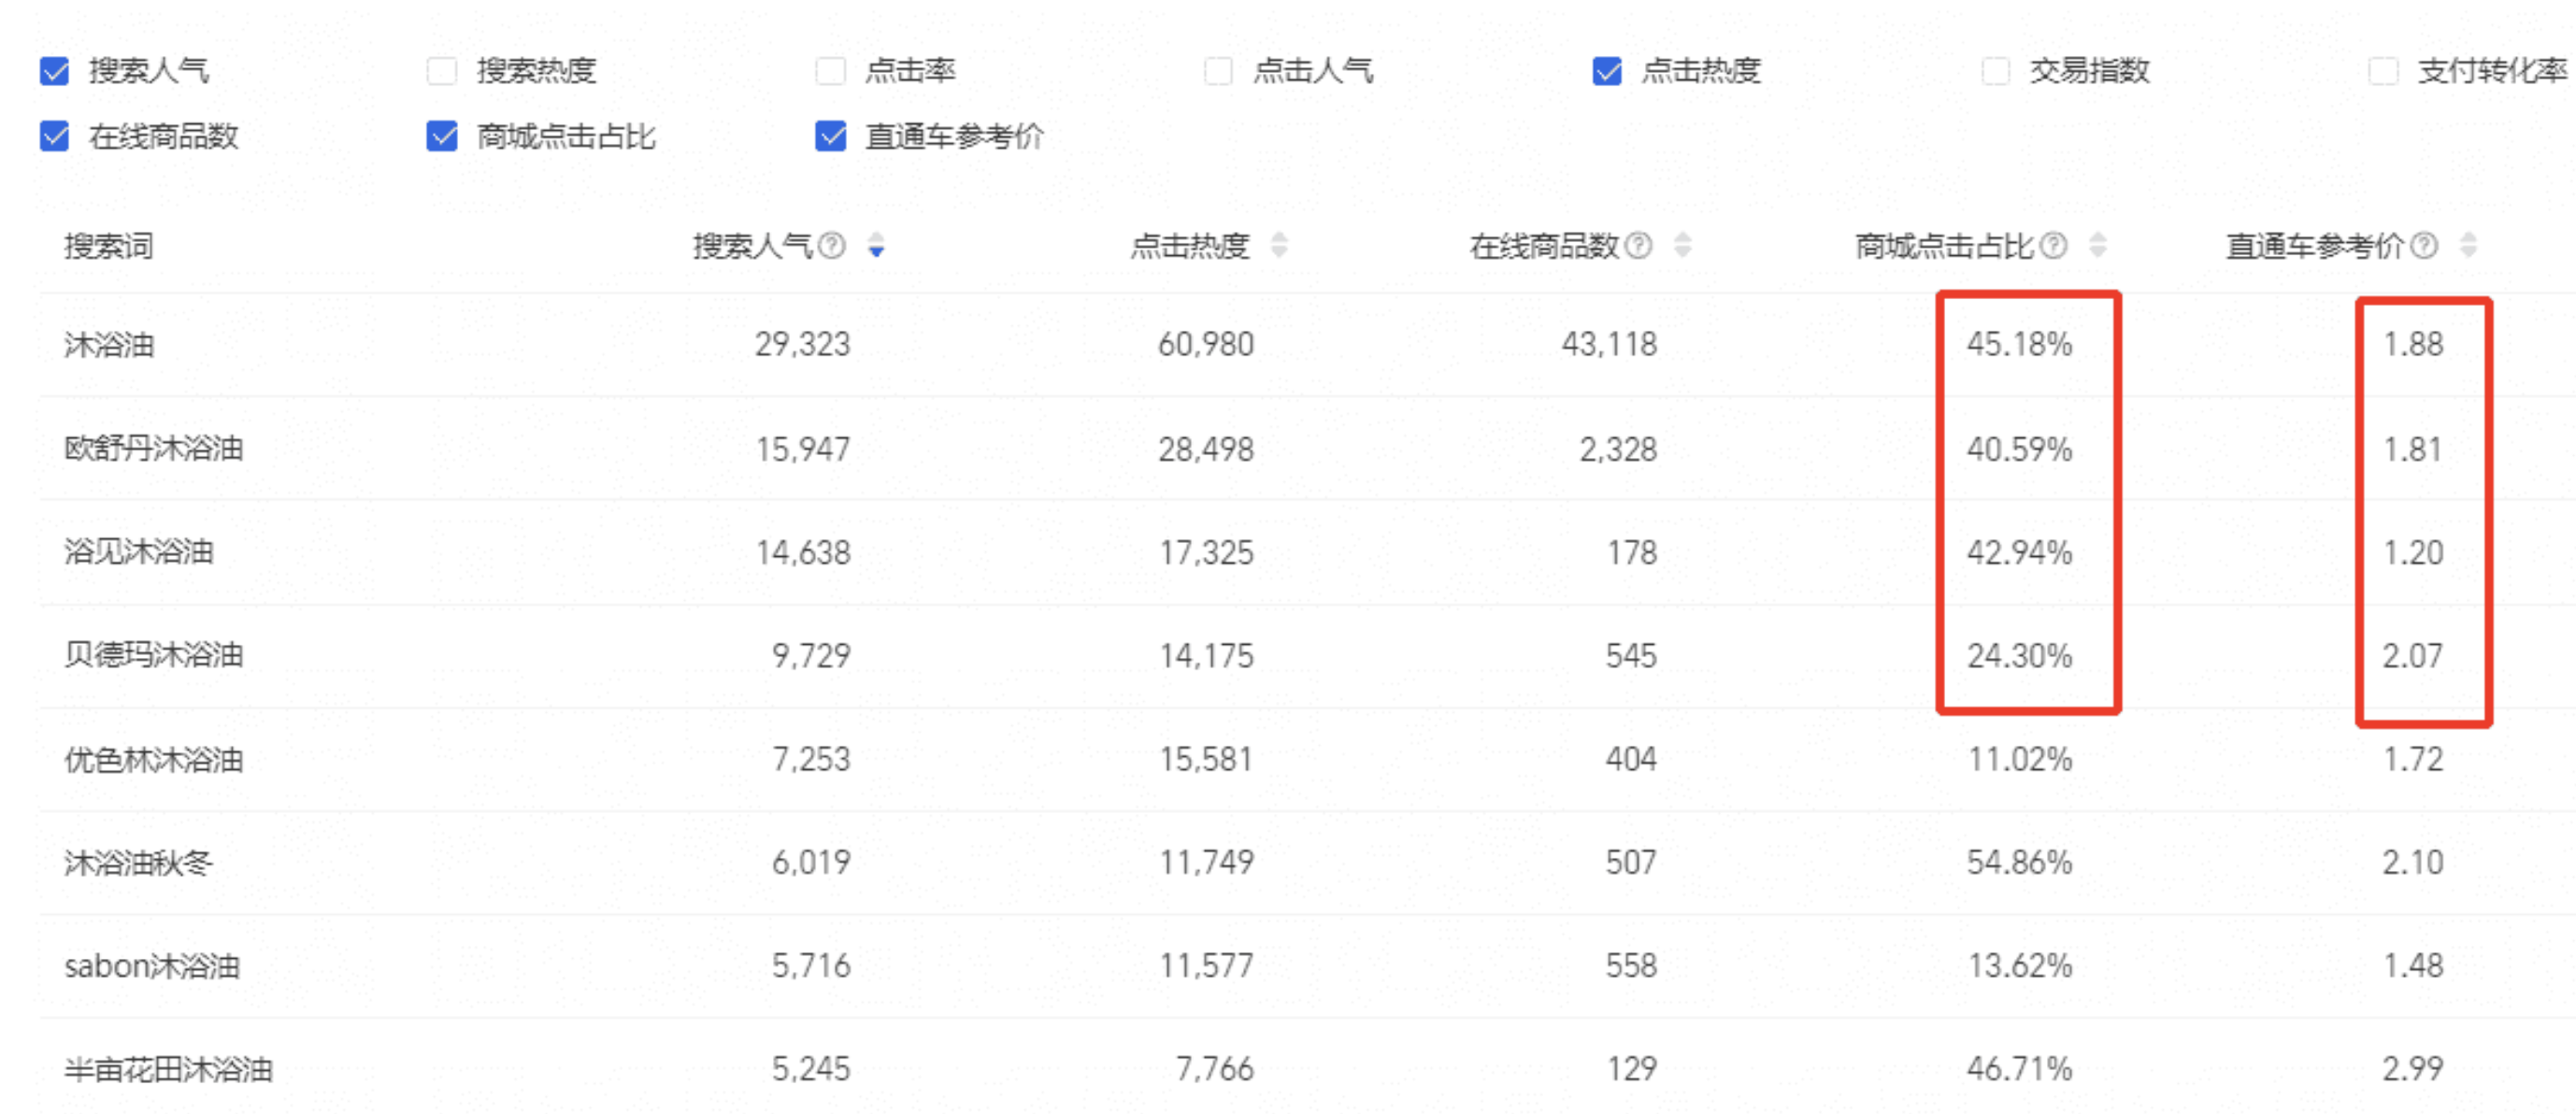 搜索人气 搜索热度 点击率 点击人气 点击热度 交易指数 支付转化率
在线商品数 商城点击占比 直通车参考价
搜索词 搜索人气? 点击热度 在线商品数? 商城点击占比? 直通车参考价?
沐浴油 29,323 60,980 43,118 45.18% 1.88
欧舒丹沐浴油 15,947 28,498 2,328 40.59% 1.81
浴见沐浴油 14,638 17,325 178 42.94% 1.20
贝德玛沐浴油 9,729 14,175 545 24.30% 2.07
优色林沐浴油 7,253 15,581 404 11.02% 1.72
沐浴油秋冬 6,019 11,749 507 54.86% 2.10
sabon沐浴油 5,716 11,577 558 13.62% 1.48
半亩花田沐浴油 5,245 7,766 129 46.71% 2.99